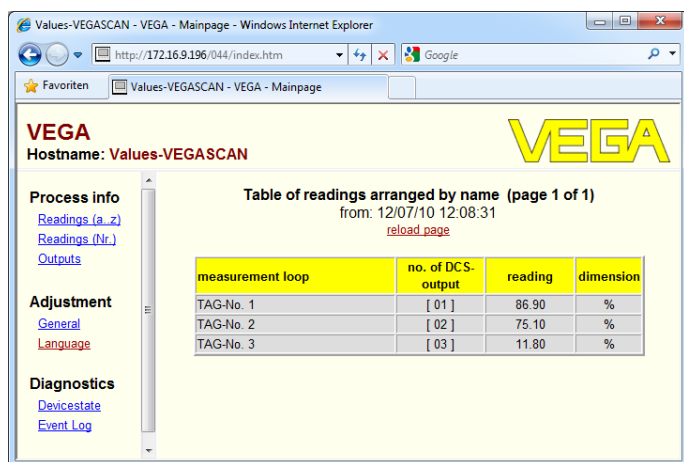 Values-VEGASCAN - VEGA - Mainpage - Windows Internet Explorer
http://172.16.9.196/044/index.htm
Google
Favoriten
Values-VEGASCAN - VEGA - Mainpage
VEGA
Hostname: Values-VEGASCAN
VEGA
Process info
Readings (a..z)
Readings (Nr.)
Outputs
Adjustment
General
Language
Diagnostics
Devicestate
Event Log
Table of readings arranged by name (page 1 of 1)
from: 12/07/10 12:08:31
reload page
measurement loop no. of DCS-output reading dimension
TAG-No. 1 [ 01 ] 86.90 %
TAG-No. 2 [ 02 ] 75.10 %
TAG-No. 3 [ 03 ] 11.80 %